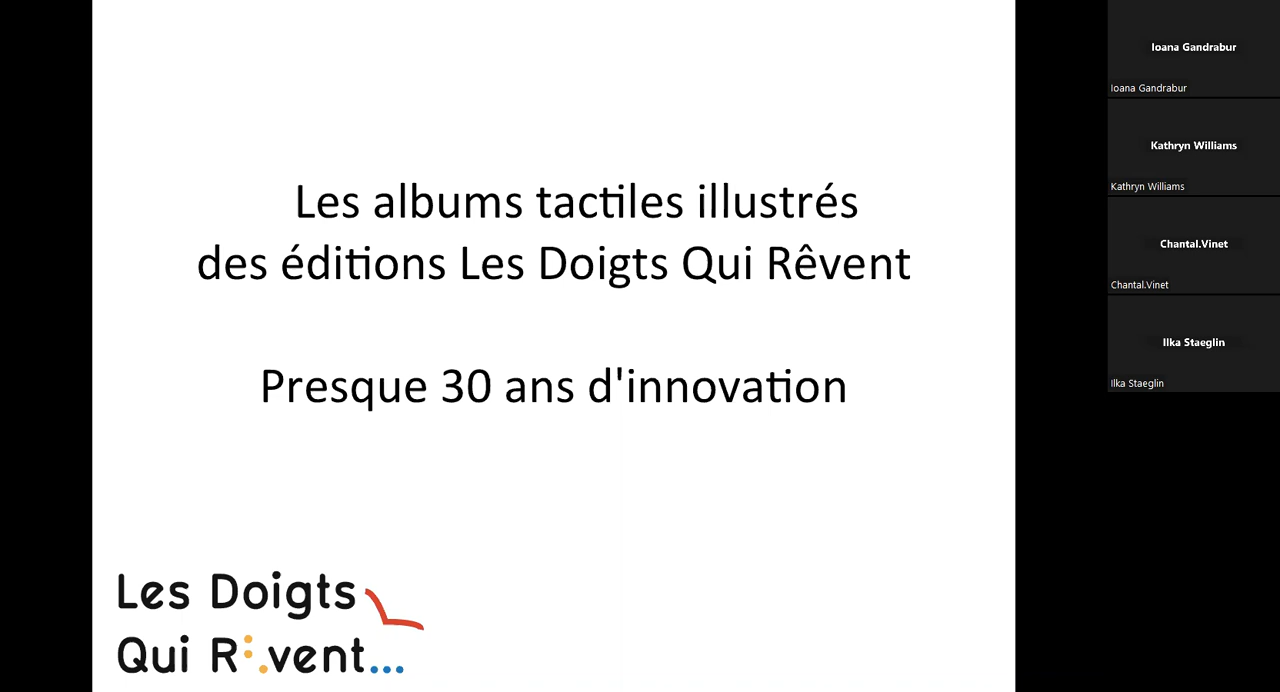 Les albums tactiles illustrés
des éditions Les Doigts Qui Rêvent
Presque 30 ans d'innovation
Les Doigts
Qui R⠣vent...
Ioana Gandrabur
Ioana Gandrabur
Kathryn Williams
Kathryn Williams
Chantal.Vinet
Chantal.Vinet
Ilka Staeglin
Ilka Staeglin